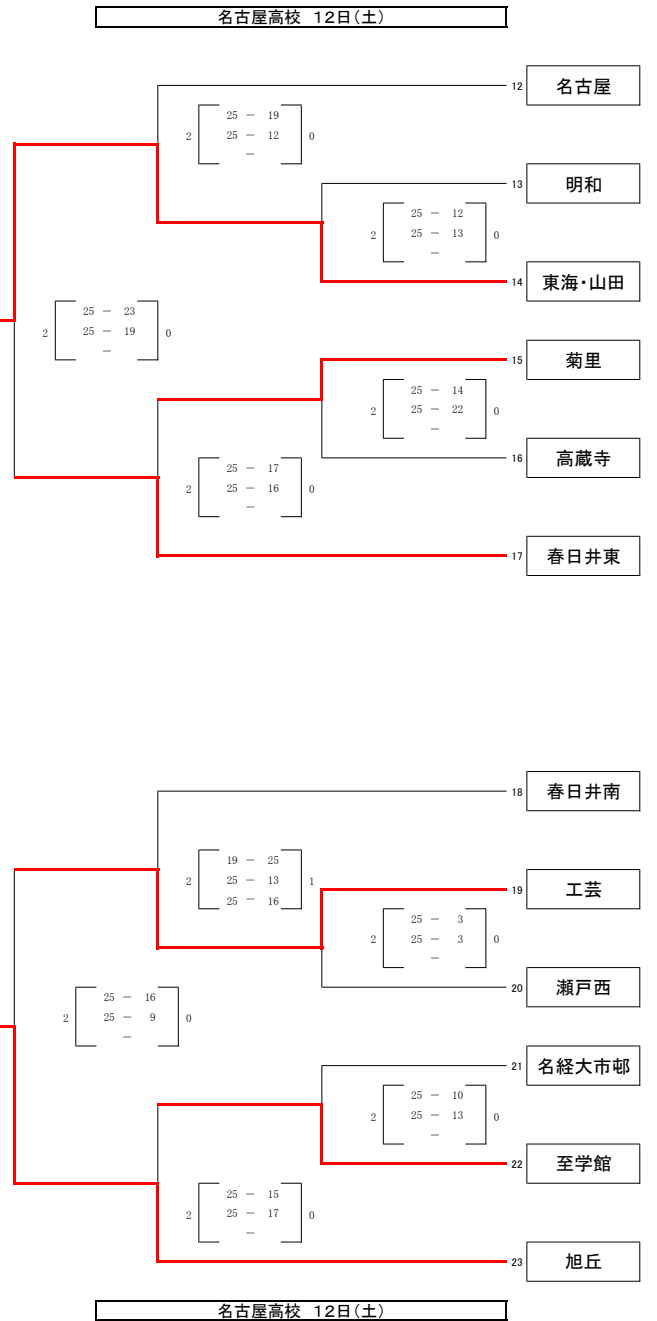 名古屋高校 12日(土)
12 名古屋
25 － 19
2 25 － 12 0
－
13 明和
25 － 12
2 25 － 13 0
－
14 東海・山田
25 － 23
2 25 － 19 0
－
15 菊里
25 － 14
2 25 － 22 0
－
16 高蔵寺
25 － 17
2 25 － 16 0
－
17 春日井東
18 春日井南
19 － 25
2 25 － 13 1
25 － 16
19 工芸
25 － 3
2 25 － 3 0
－
20 瀬戸西
25 － 16
2 25 － 9 0
－
21 名経大市邨
25 － 10
2 25 － 13 0
－
22 至学館
25 － 15
2 25 － 17 0
－
23 旭丘
名古屋高校 12日(土)